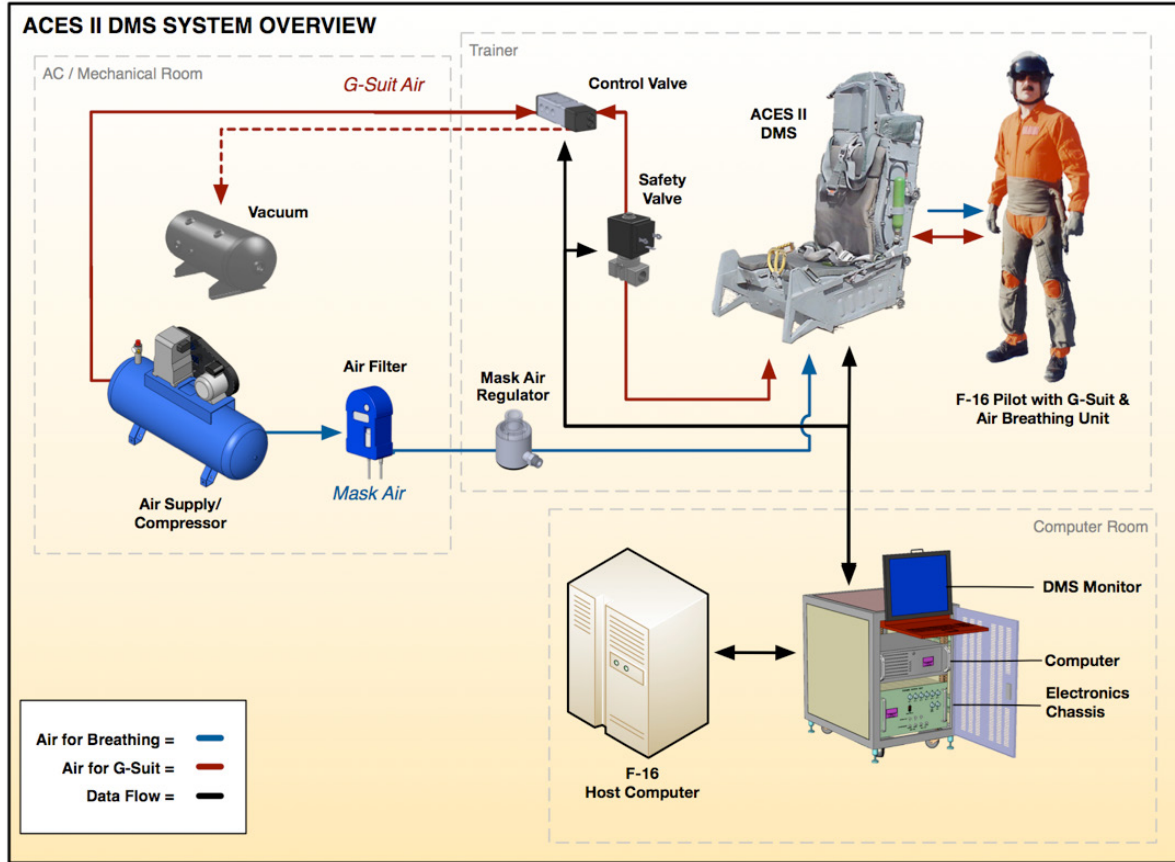 ACES II DMS SYSTEM OVERVIEW
AC / Mechanical Room
Trainer
G-Suit Air
Control Valve
ACES II
DMS
Safety
Valve
Vacuum
Air Filter
Mask Air
Regulator
F-16 Pilot with G-Suit &
Air Breathing Unit
Mask Air
Air Supply/
Compressor
Computer Room
DMS Monitor
Computer
Electronics
Chassis
F-16
Host Computer
Air for Breathing =
Air for G-Suit =
Data Flow =